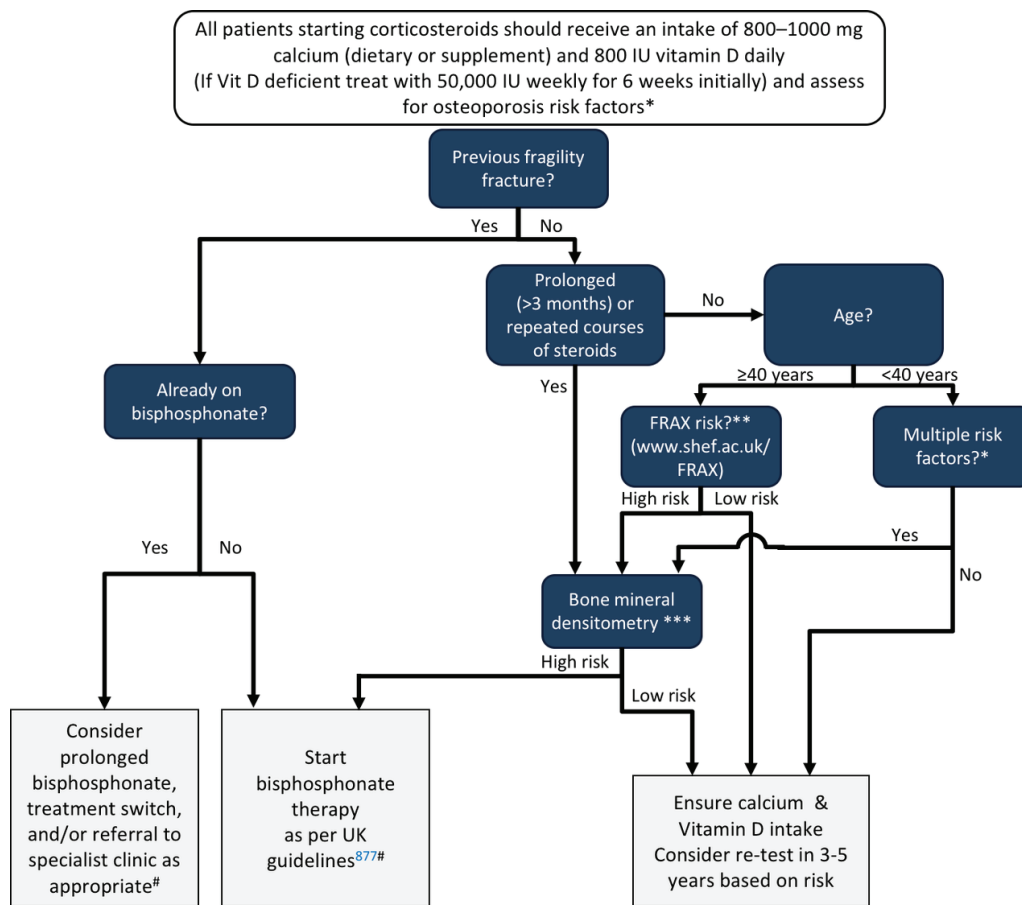 All patients starting corticosteroids should receive an intake of 800–1000 mg
calcium (dietary or supplement) and 800 IU vitamin D daily
(If Vit D deficient treat with 50,000 IU weekly for 6 weeks initially) and assess
for osteoporosis risk factors*
Previous fragility
fracture?
Yes
No
Prolonged
(>3 months) or
repeated courses
of steroids
No
Age?
Already on
bisphosphonate?
Yes
≥40 years
<40 years
FRAX risk?**
(www.shef.ac.uk/
FRAX)
Multiple risk
factors?*
High risk
Low risk
Yes
No
Yes
No
Bone mineral
densitometry ***
High risk
Low risk
Consider
prolonged
bisphosphonate,
treatment switch,
and/or referral to
specialist clinic as
appropriate#
Start
bisphosphonate
therapy
as per UK
guidelines877#
Ensure calcium &
Vitamin D intake
Consider re-test in 3-5
years based on risk